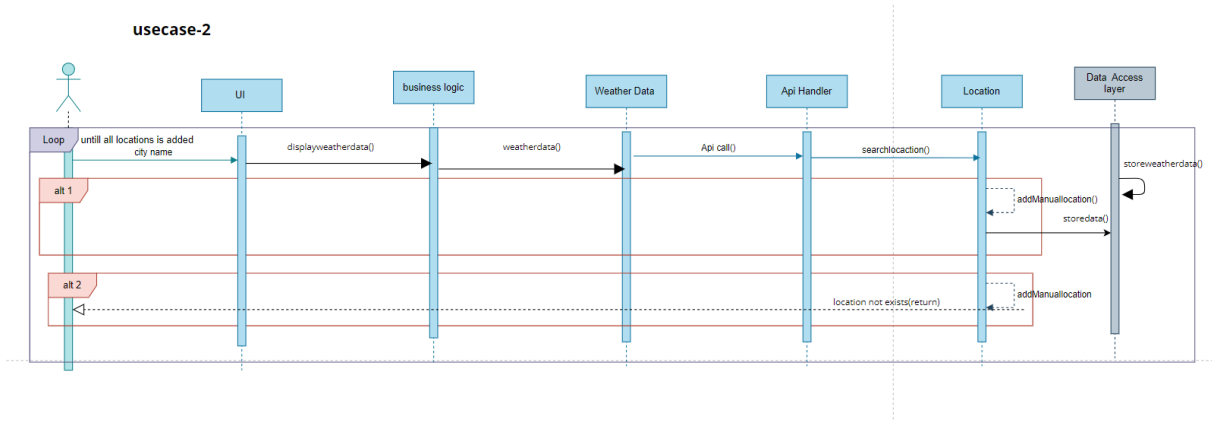 usecase-2
UI
business logic
Weather Data
Api Handler
Location
Data Access
layer
Loop
untill all locations is added
city name
displayweatherdata()
weatherdata()
Api call()
searchlocaction()
storeweatherdata()
alt 1
addManuallocation()
storedata()
alt 2
addManuallocation
location not exists(return)